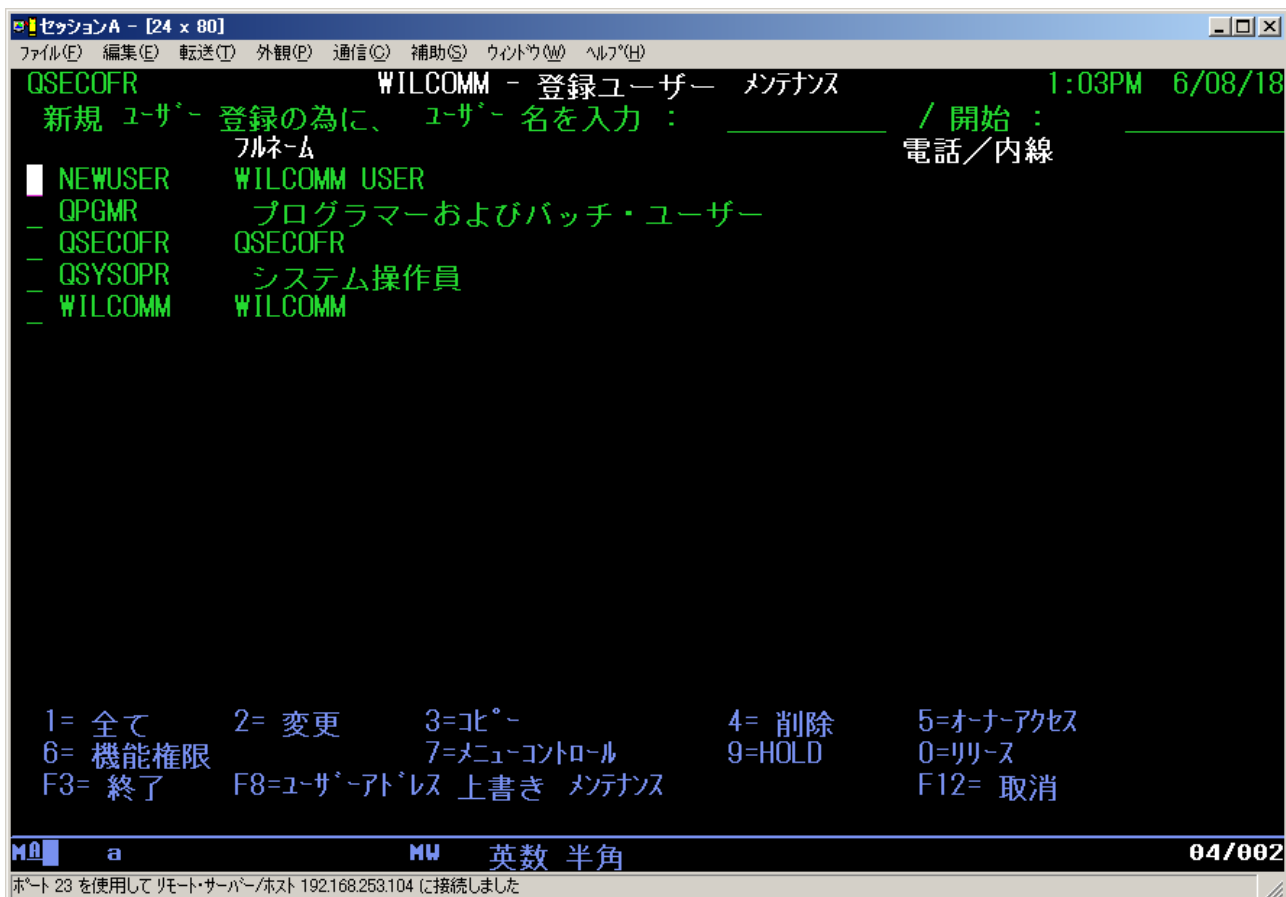 セッションA - [24 x 80]
ファイル(F) 編集(E) 転送(T) 外観(P) 通信(C) 補助(S) ウィンドウ(W) ヘルプ(H)
QSECOFR WILCOMM - 登録ユーザー メンテナンス 1:03PM 6/08/18
新規 ユーザー 登録の為に、 ユーザー 名を入力 : __________ / 開始 : __________
フルネーム 電話／内線
NEWUSER WILCOMM USER
_ QPGMR プログラマーおよびバッチ・ユーザー
_ QSECOFR QSECOFR
_ QSYSOPR システム操作員
_ WILCOMM WILCOMM
1= 全て 2= 変更 3=コピー 4= 削除 5=オーナーアクセス
6= 機能権限 7=メニューコントロール 9=HOLD 0=リリース
F3= 終了 F8=ユーザーアドレス 上書き メンテナンス F12= 取消
MA a MW 英数 半角 04/002
ポート 23 を使用してリモート・サーバー/ホスト 192.168.253.104 に接続しました